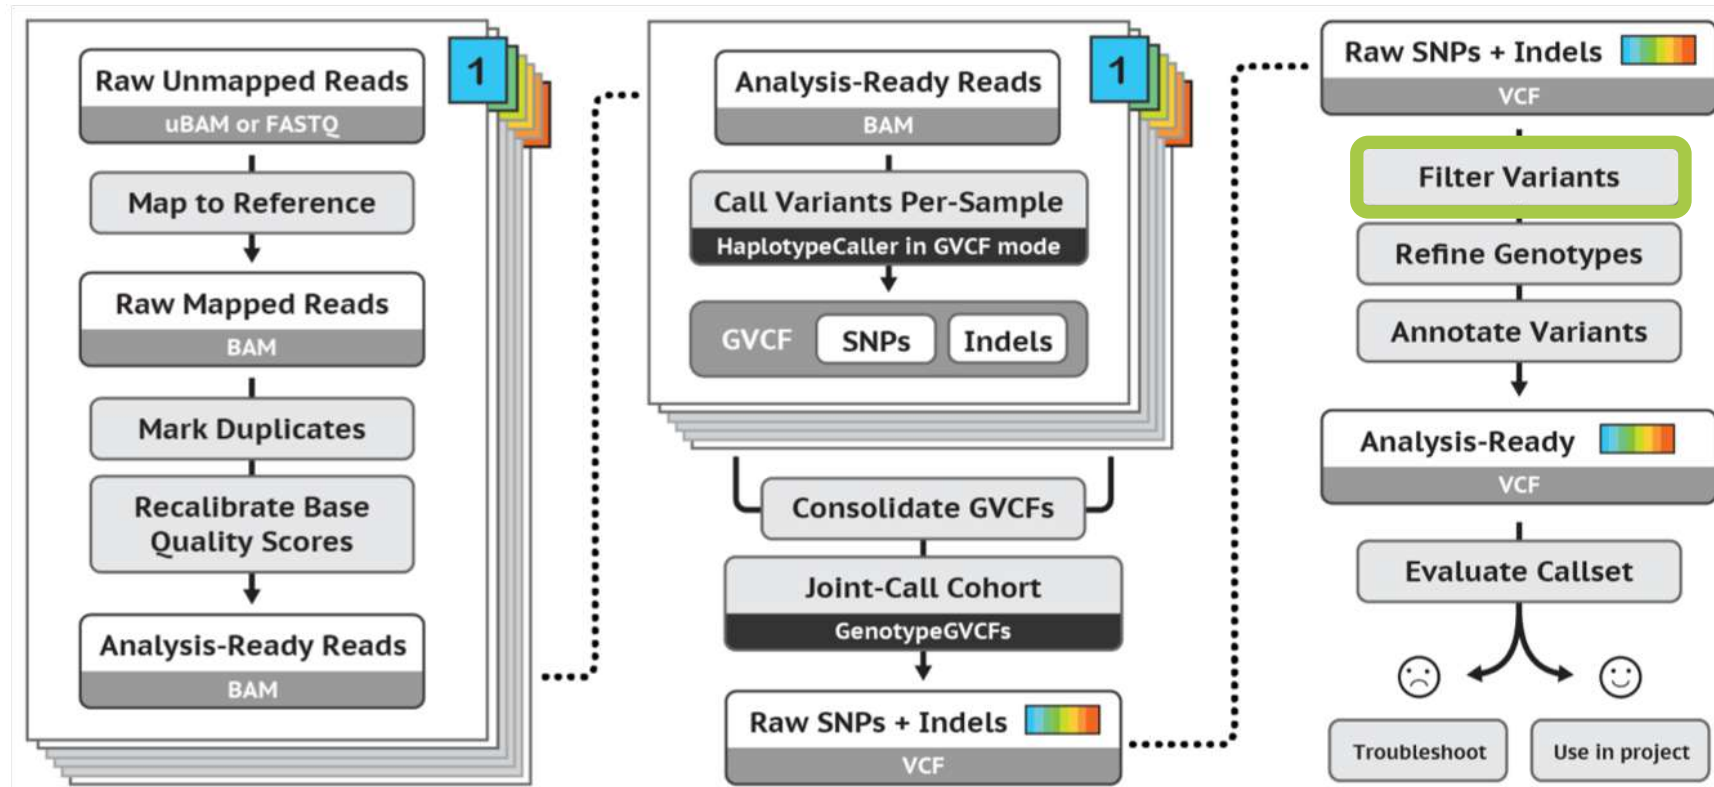 1
Raw Unmapped Reads
uBAM or FASTQ
Map to Reference
Raw Mapped Reads
BAM
Mark Duplicates
Recalibrate Base
Quality Scores
Analysis-Ready Reads
BAM
1
Analysis-Ready Reads
BAM
Call Variants Per-Sample
HaplotypeCaller in GVCF mode
GVCF SNPs Indels
Consolidate GVCFs
Joint-Call Cohort
GenotypeGVCFs
Raw SNPs + Indels
VCF
Raw SNPs + Indels
VCF
Filter Variants
Refine Genotypes
Annotate Variants
Analysis-Ready
VCF
Evaluate Callset
Troubleshoot
Use in project